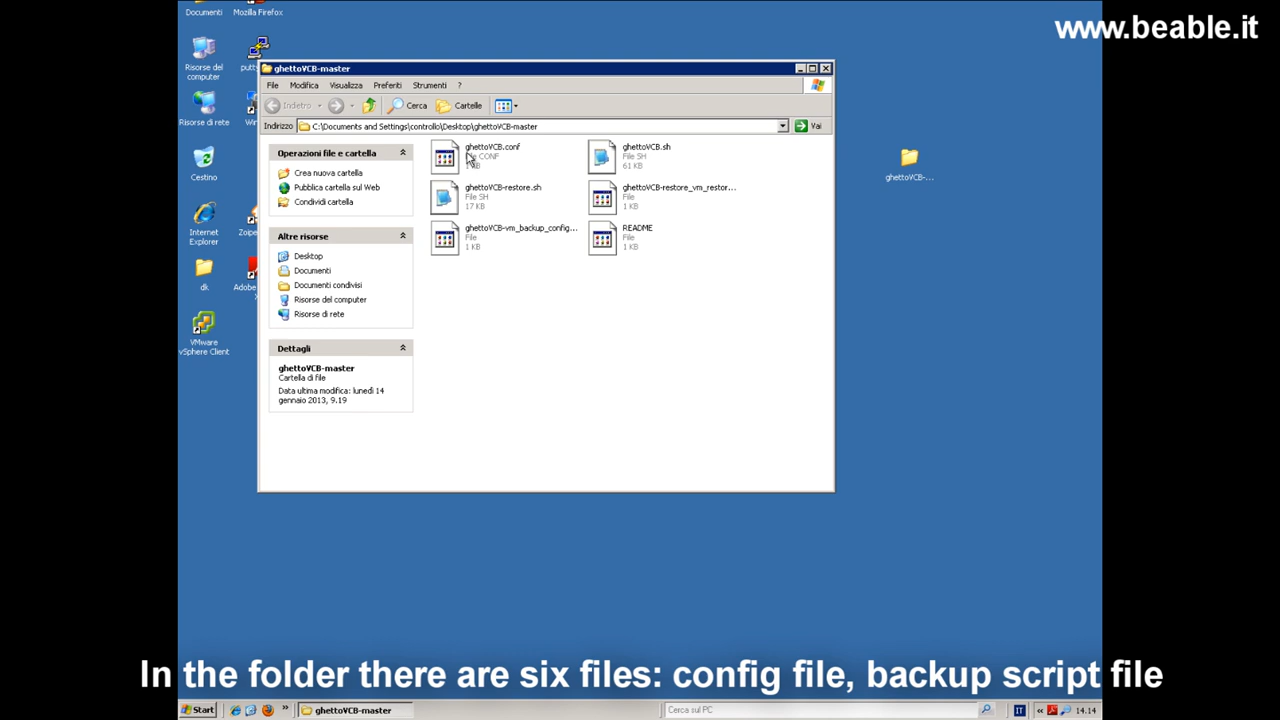 www.beable.it
Documenti
Mozilla Firefox
Risorse del
computer
Risorse di rete
Cestino
Internet
Explorer
dk
VMware
vSphere Client
ghettoVCB-master
File Modifica Visualizza Preferiti Strumenti ?
Indietro Cerca Cartelle
Indirizzo C:\Documents and Settings\controllo\Desktop\ghettoVCB-master Vai
Operazioni file e cartella
Crea nuova cartella
Pubblica cartella sul Web
Condividi cartella
Altre risorse
Desktop
Documenti
Documenti condivisi
Risorse del computer
Risorse di rete
Dettagli
ghettoVCB-master
Cartella di file
Data ultima modifica: lunedì 14
gennaio 2013, 9.19
ghettoVCB.conf
CONF
ghettoVCB.sh
File SH
61 KB
ghettoVCB-restore.sh
File SH
17 KB
ghettoVCB-restore_vm_restor...
File
1 KB
ghettoVCB-vm_backup_config...
File
1 KB
README
File
1 KB
ghettoVCB-...
In the folder there are six files: config file, backup script file
Start
ghettoVCB-master
Cerca sul PC
IT
14.14